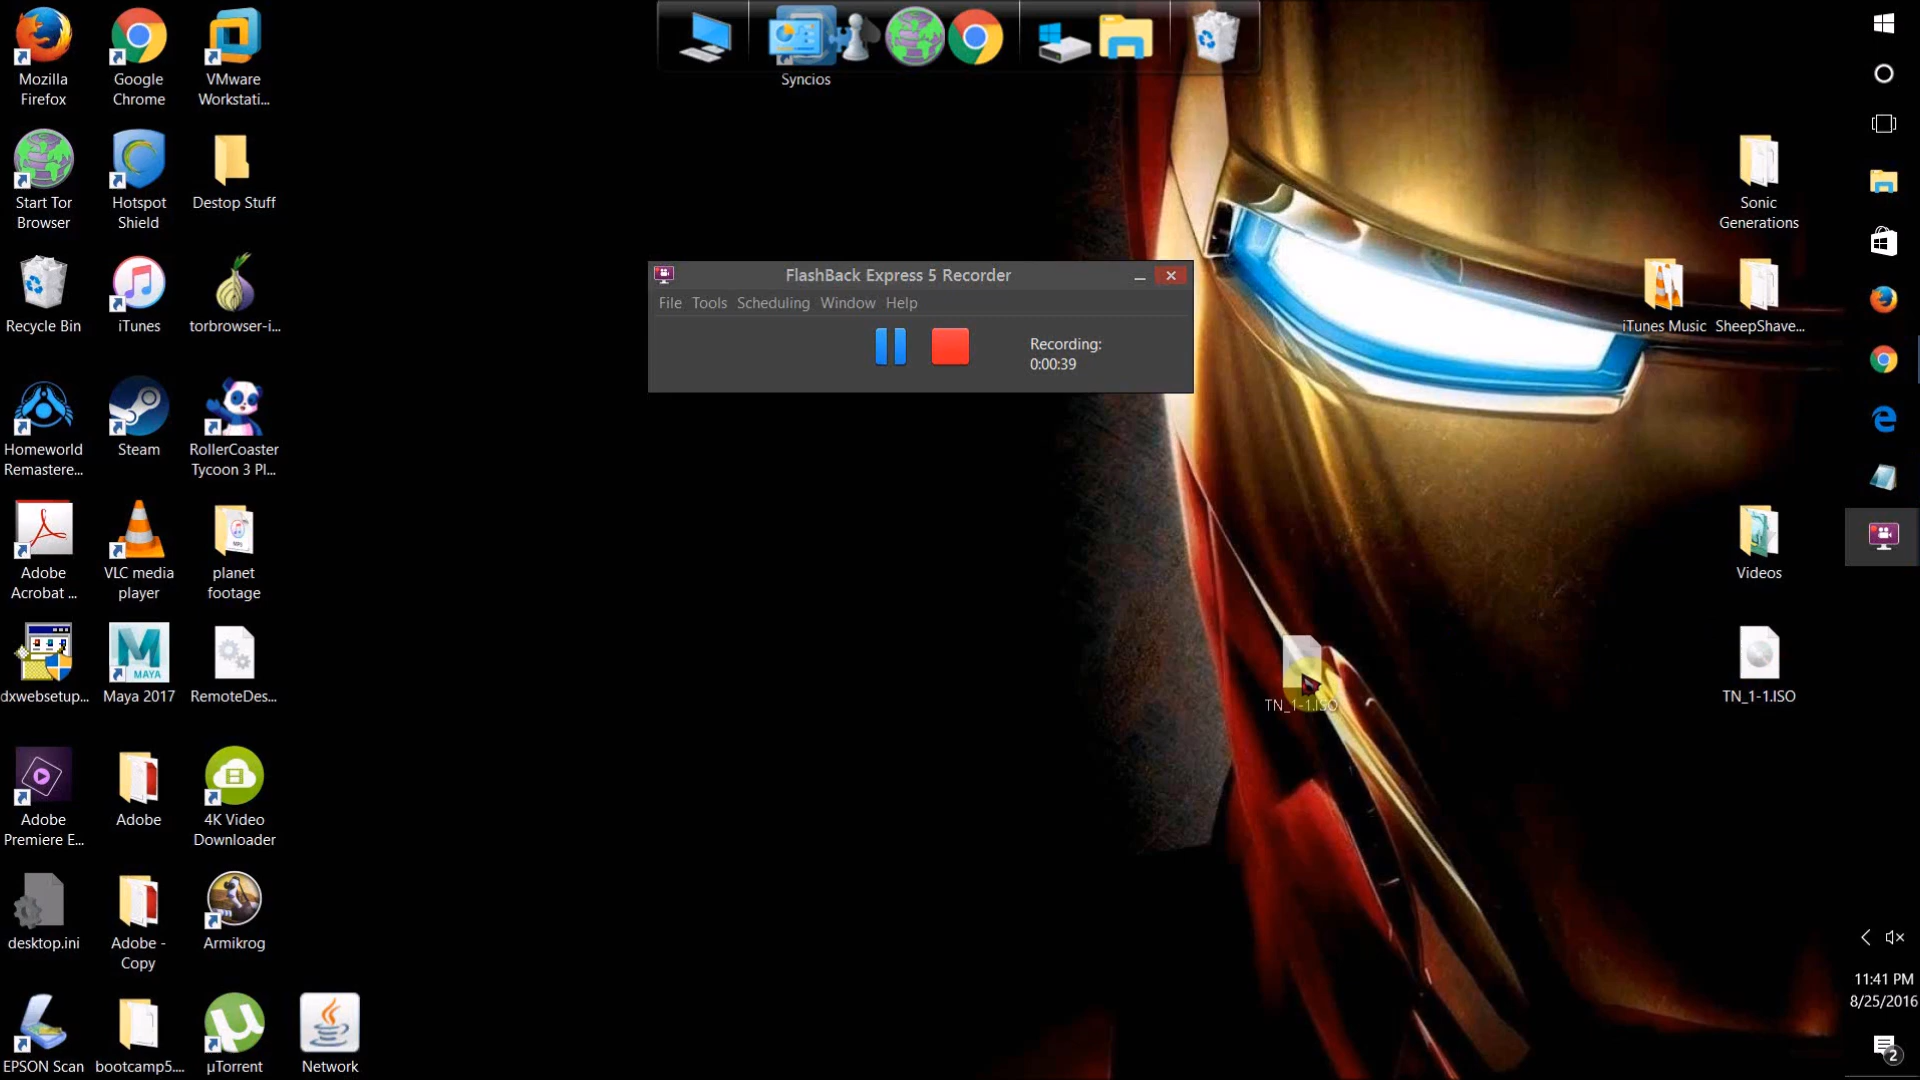 Syncios
Mozilla
Firefox
Google
Chrome
VMware
Workstati...
Start Tor
Browser
Hotspot
Shield
Destop Stuff
Recycle Bin
iTunes
torbrowser-i...
Homeworld
Remastere...
Steam
RollerCoaster
Tycoon 3 Pl...
Adobe
Acrobat ...
VLC media
player
planet
footage
dxwebsetup...
Maya 2017
MAYA
RemoteDes...
Adobe
Premiere E...
Adobe
4K Video
Downloader
desktop.ini
Adobe -
Copy
Armikrog
EPSON Scan
bootcamp5....
µTorrent
Network
FlashBack Express 5 Recorder
File Tools Scheduling Window Help
Recording:
0:00:39
Sonic
Generations
iTunes Music
SheepShave...
Videos
TN_1-1.ISO
TN_1-1.ISO
11:41 PM
8/25/2016
2